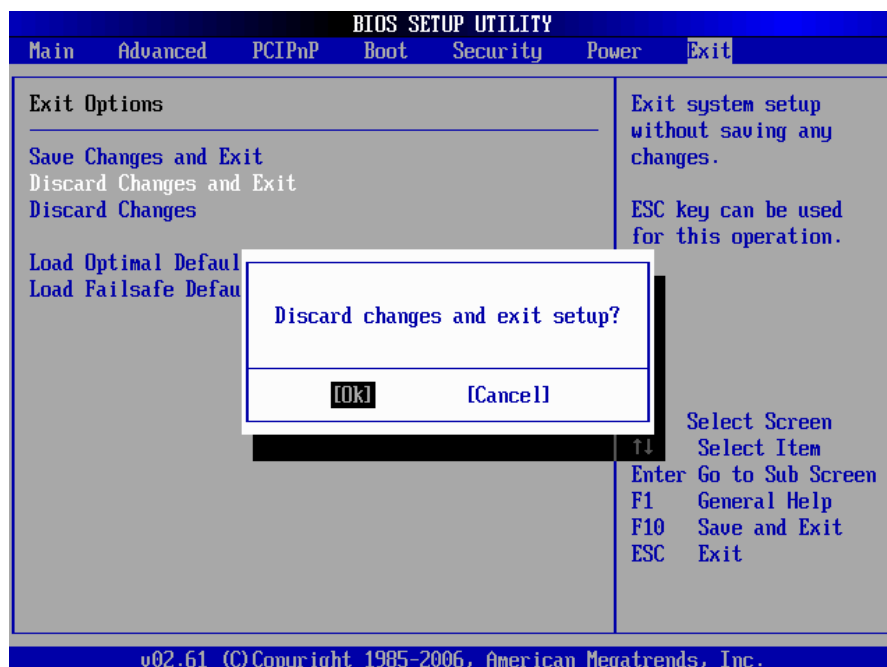 BIOS SETUP UTILITY
Main Advanced PCIPnP Boot Security Power Exit
Exit Options
Save Changes and Exit
Discard Changes and Exit
Discard Changes
Load Optimal Defaul
Load Failsafe Defau
Discard changes and exit setup?
[Ok] [Cancel]
Exit system setup
without saving any
changes.
ESC key can be used
for this operation.
Select Screen
↑↓ Select Item
Enter Go to Sub Screen
F1 General Help
F10 Save and Exit
ESC Exit
v02.61 (C)Copyright 1985-2006, American Megatrends, Inc.